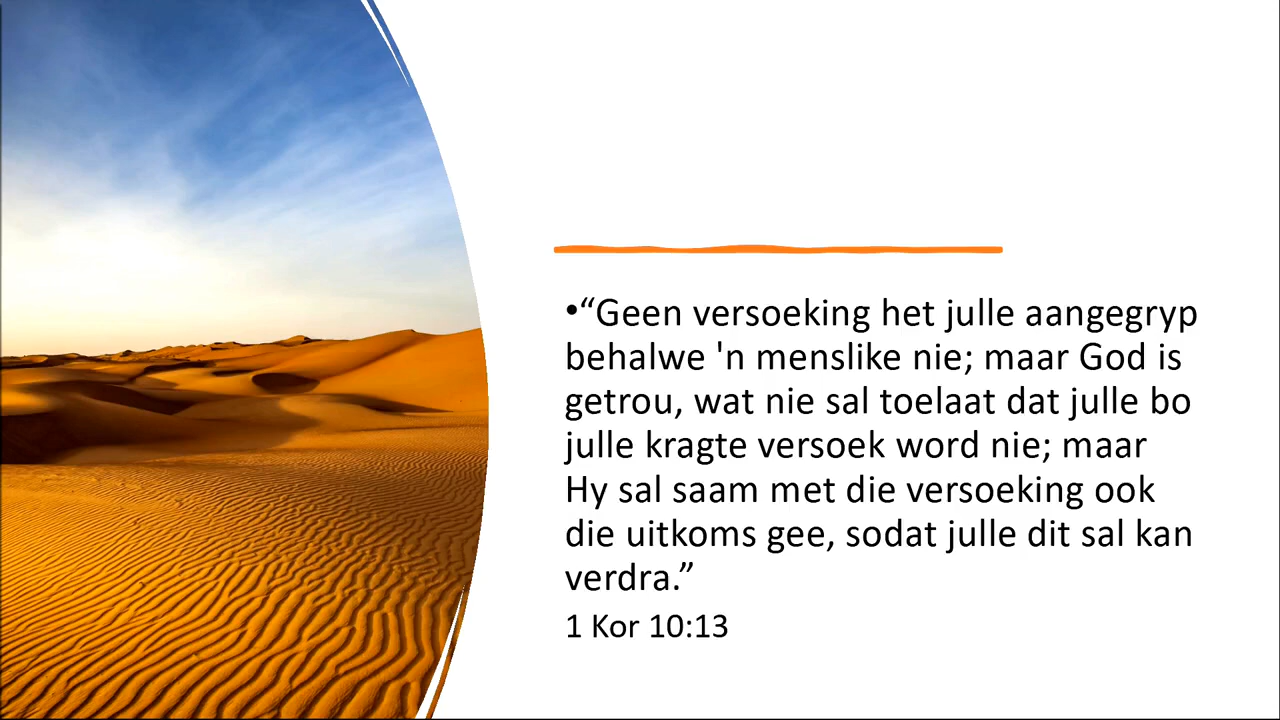 •“Geen versoeking het julle aangegryp
behalwe 'n menslike nie; maar God is
getrou, wat nie sal toelaat dat julle bo
julle kragte versoek word nie; maar
Hy sal saam met die versoeking ook
die uitkoms gee, sodat julle dit sal kan
verdra.”
1 Kor 10:13